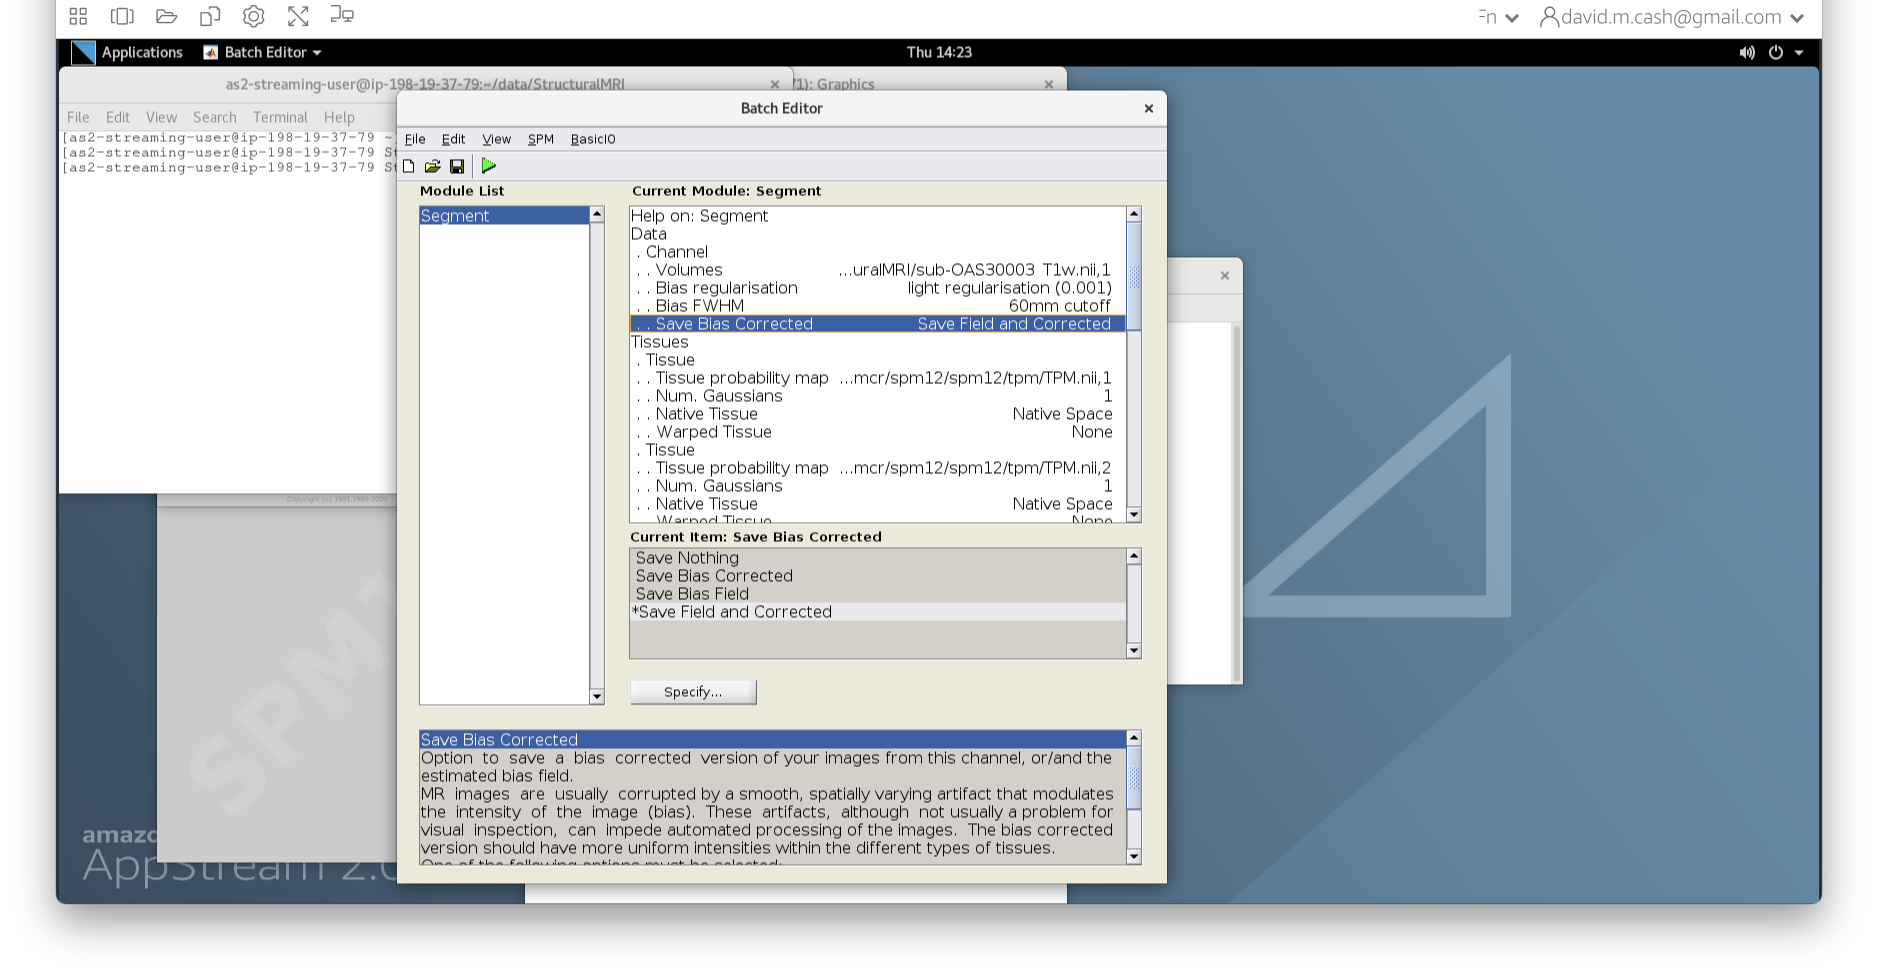 En
david.m.cash@gmail.com
Applications
Batch Editor
Thu 14:23
as2-streaming-user@ip-198-19-37-79:~/data/StructuralMRI
Graphics
File Edit View Search Terminal Help
[as2-streaming-user@ip-198-19-37-79 ~
[as2-streaming-user@ip-198-19-37-79 St
[as2-streaming-user@ip-198-19-37-79 St
Copyright (c) 1991,1994-2020
SPM1
amazo
AppStream 2.0
Batch Editor
File Edit View SPM BasicIO
Module List
Segment
Current Module: Segment
Help on: Segment
Data
. Channel
. . Volumes ...uralMRI/sub-OAS30003_T1w.nii,1
. . Bias regularisation light regularisation (0.001)
. . Bias FWHM 60mm cutoff
. . Save Bias Corrected Save Field and Corrected
Tissues
. Tissue
. . Tissue probability map ...mcr/spm12/spm12/tpm/TPM.nii,1
. . Num. Gaussians 1
. . Native Tissue Native Space
. . Warped Tissue None
. Tissue
. . Tissue probability map ...mcr/spm12/spm12/tpm/TPM.nii,2
. . Num. Gaussians 1
. . Native Tissue Native Space
. . Warped Tissue None
Current Item: Save Bias Corrected
Save Nothing
Save Bias Corrected
Save Bias Field
*Save Field and Corrected
Specify...
Save Bias Corrected
Option to save a bias corrected version of your images from this channel, or/and the
estimated bias field.
MR images are usually corrupted by a smooth, spatially varying artifact that modulates
the intensity of the image (bias). These artifacts, although not usually a problem for
visual inspection, can impede automated processing of the images. The bias corrected
version should have more uniform intensities within the different types of tissues.
One of the following options must be selected: